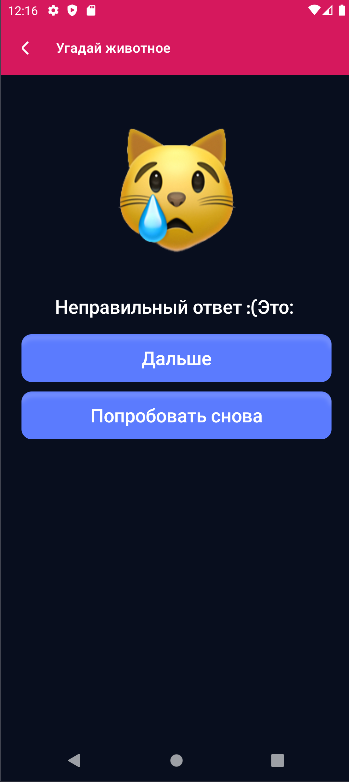 12:16
Угадай животное
Неправильный ответ :(Это:
Дальше
Попробовать снова